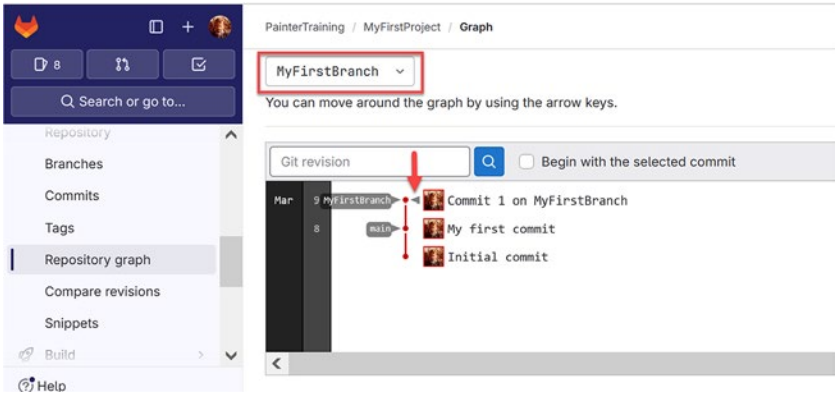 8
Search or go to...
Repository
Branches
Commits
Tags
Repository graph
Compare revisions
Snippets
Build
Help
PainterTraining / MyFirstProject / Graph
MyFirstBranch
You can move around the graph by using the arrow keys.
Git revision
Begin with the selected commit
Mar 9 MyFirstBranch Commit 1 on MyFirstBranch
8 main My first commit
Initial commit